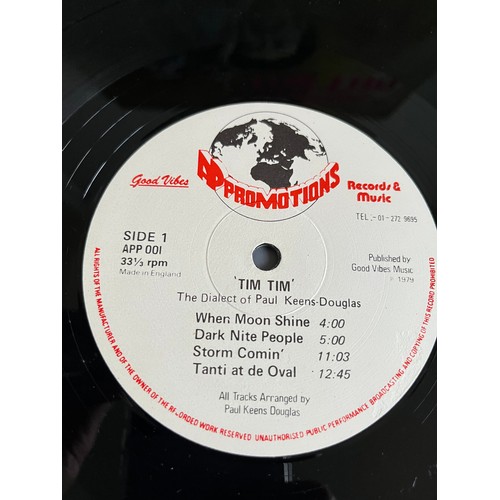 AP PROMOTIONS
Good Vibes
Records &
Music
TEL .- 01 - 272 9695
SIDE 1
APP 001
33⅓ rpm
Made in England
Published by
Good Vibes Music
℗ 1979
'TIM TIM'
The Dialect of Paul Keens-Douglas
When Moon Shine 4:00
Dark Nite People 5:00
Storm Comin' 11:03
Tanti at de Oval 12:45
All Tracks Arranged by
Paul Keens Douglas
ALL RIGHTS OF THE MANUFACTURER AND OF THE OWNER OF THE RE-ORDED WORK RESERVED UNAUTHORISED PUBLIC PERFORMANCE BROADCASTING AND COPYING OF THIS RECORD PROHIBITED